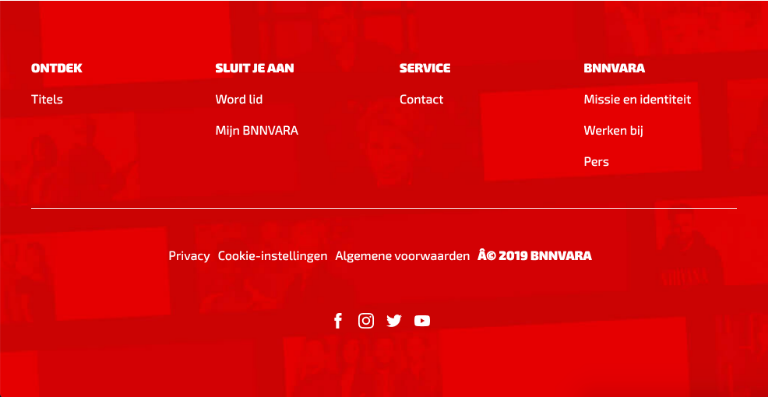 ONTDEK
Titels
SLUIT JE AAN
Word lid
Mijn BNNVARA
SERVICE
Contact
BNNVARA
Missie en identiteit
Werken bij
Pers
Privacy Cookie-instellingen Algemene voorwaarden Â© 2019 BNNVARA